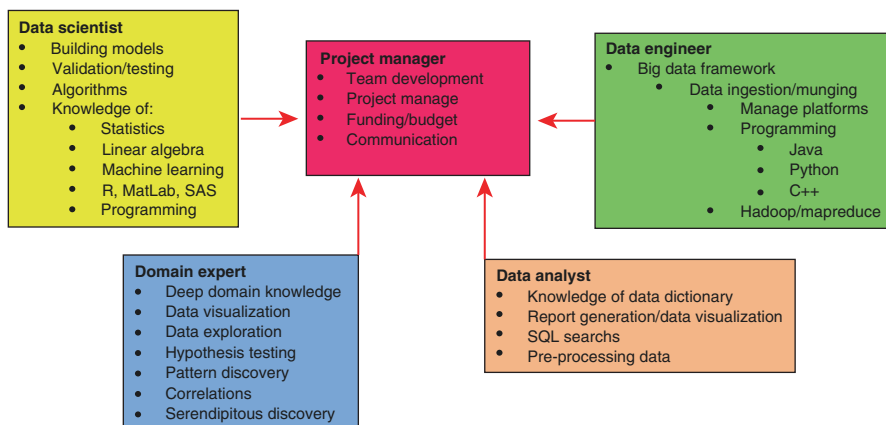 Data scientist
• Building models
• Validation/testing
• Algorithms
• Knowledge of:
• Statistics
• Linear algebra
• Machine learning
• R, MatLab, SAS
• Programming
Project manager
• Team development
• Project manage
• Funding/budget
• Communication
Data engineer
• Big data framework
• Data ingestion/munging
• Manage platforms
• Programming
• Java
• Python
• C++
• Hadoop/mapreduce
Domain expert
• Deep domain knowledge
• Data visualization
• Data exploration
• Hypothesis testing
• Pattern discovery
• Correlations
• Serendipitous discovery
Data analyst
• Knowledge of data dictionary
• Report generation/data visualization
• SQL searchs
• Pre-processing data